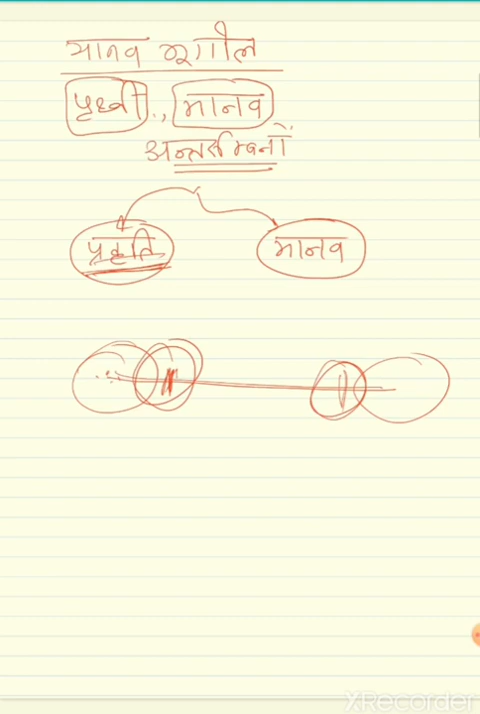 मानव भूगोल
पृथ्वी., मानव
अन्तर्सम्बन्धों
प्रकृति मानव
XRecorder